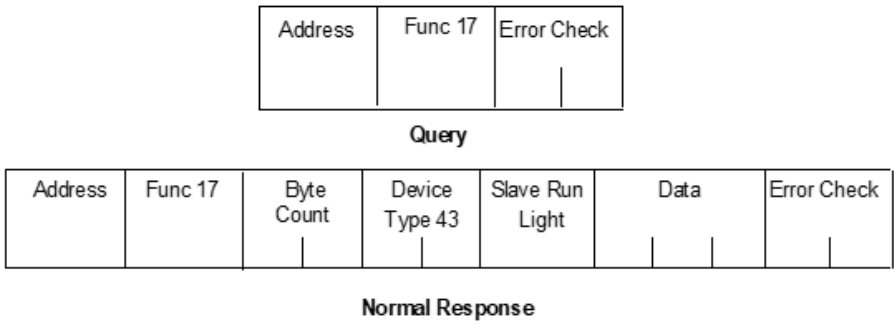 Address Func 17 Error Check
Query
Address Func 17 Byte Device Slave Run Data Error Check
Count Type 43 Light
Normal Response